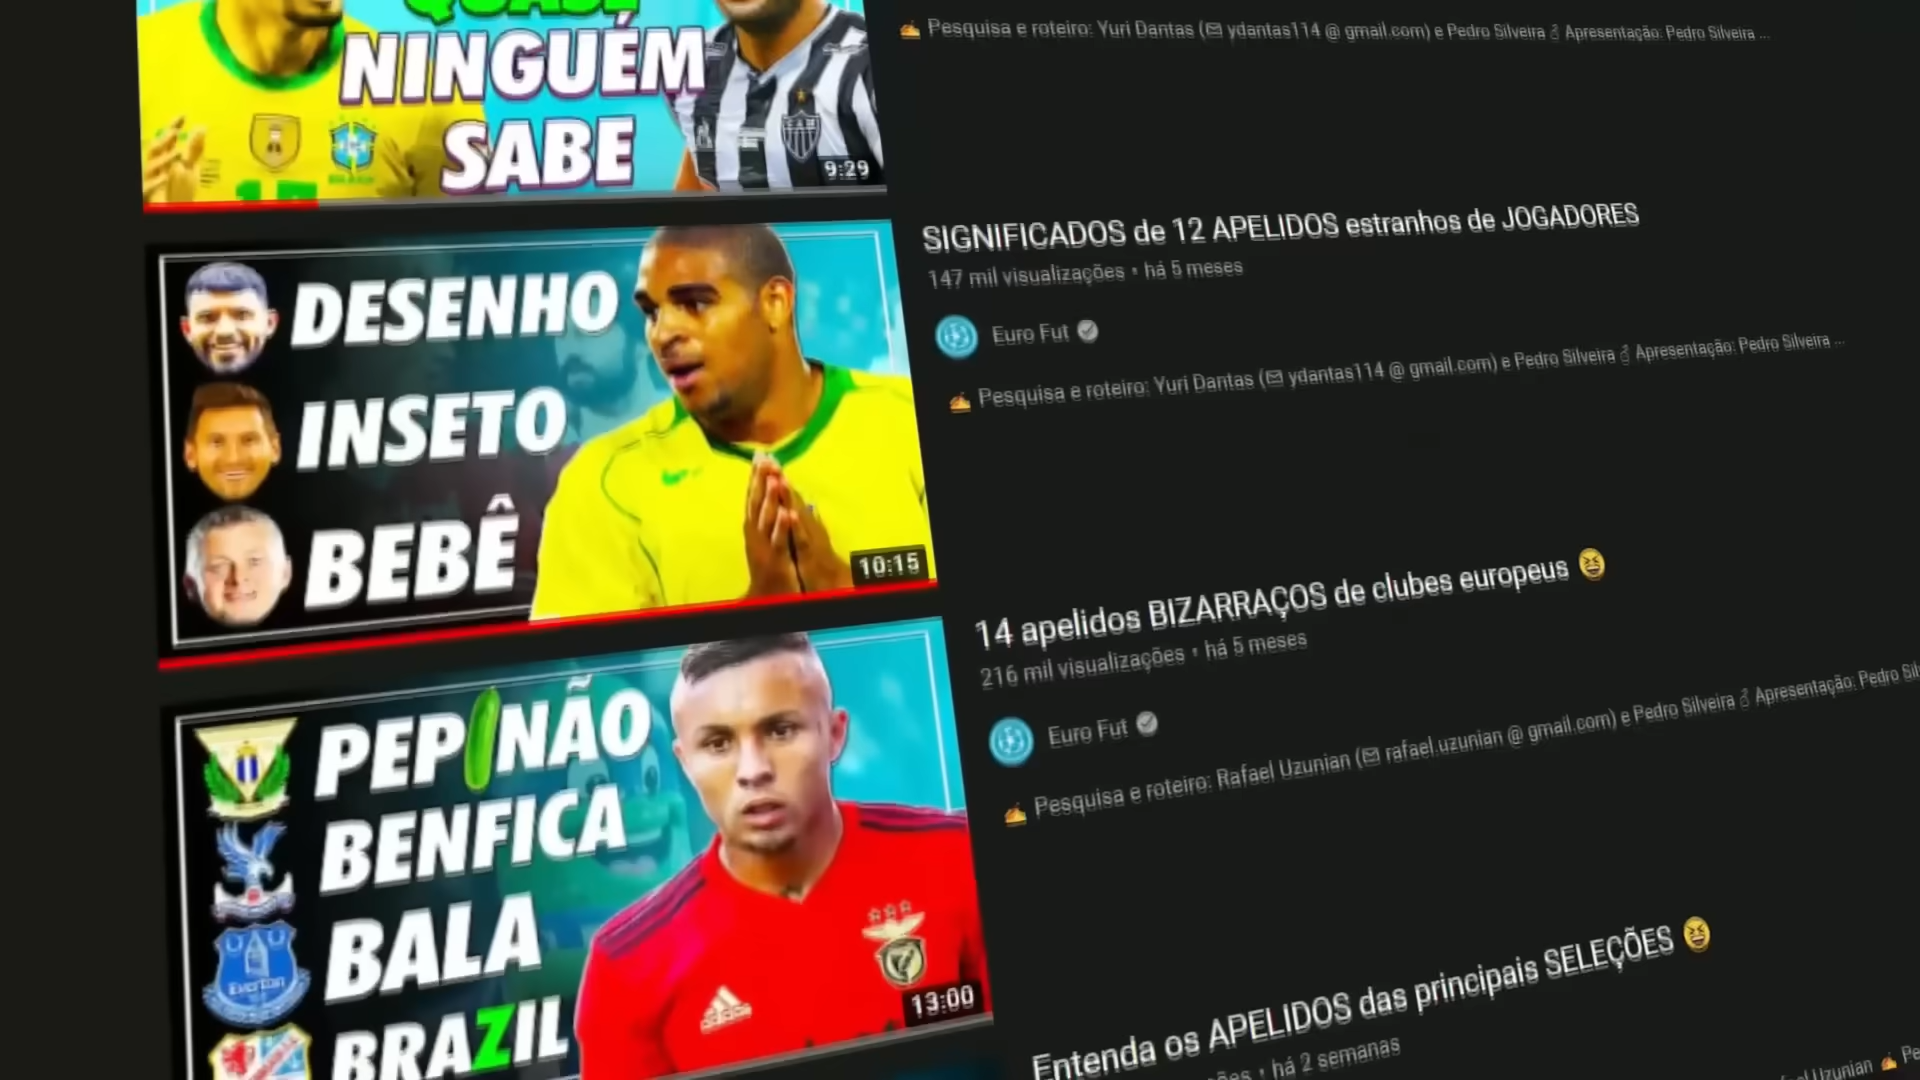 QUASE
NINGUÉM
SABE
9:29
✍ Pesquisa e roteiro: Yuri Dantas (✉ ydantas114 @ gmail.com) e Pedro Silveira 🎙 Apresentação: Pedro Silveira ...
DESENHO
INSETO
BEBÊ
10:15
SIGNIFICADOS de 12 APELIDOS estranhos de JOGADORES
147 mil visualizações • há 5 meses
Euro Fut
✍ Pesquisa e roteiro: Yuri Dantas (✉ ydantas114 @ gmail.com) e Pedro Silveira 🎙 Apresentação: Pedro Silveira ...
PEPINÃO
BENFICA
BALA
BRAZIL
Everton
13:00
14 apelidos BIZARRAÇOS de clubes europeus 😆
216 mil visualizações • há 5 meses
Euro Fut
✍ Pesquisa e roteiro: Rafael Uzunian (✉ rafael.uzunian @ gmail.com) e Pedro Silveira 🎙 Apresentação: Pedro
Entenda os APELIDOS das principais SELEÇÕES 😆
• há 2 semanas
Uzunian ✍